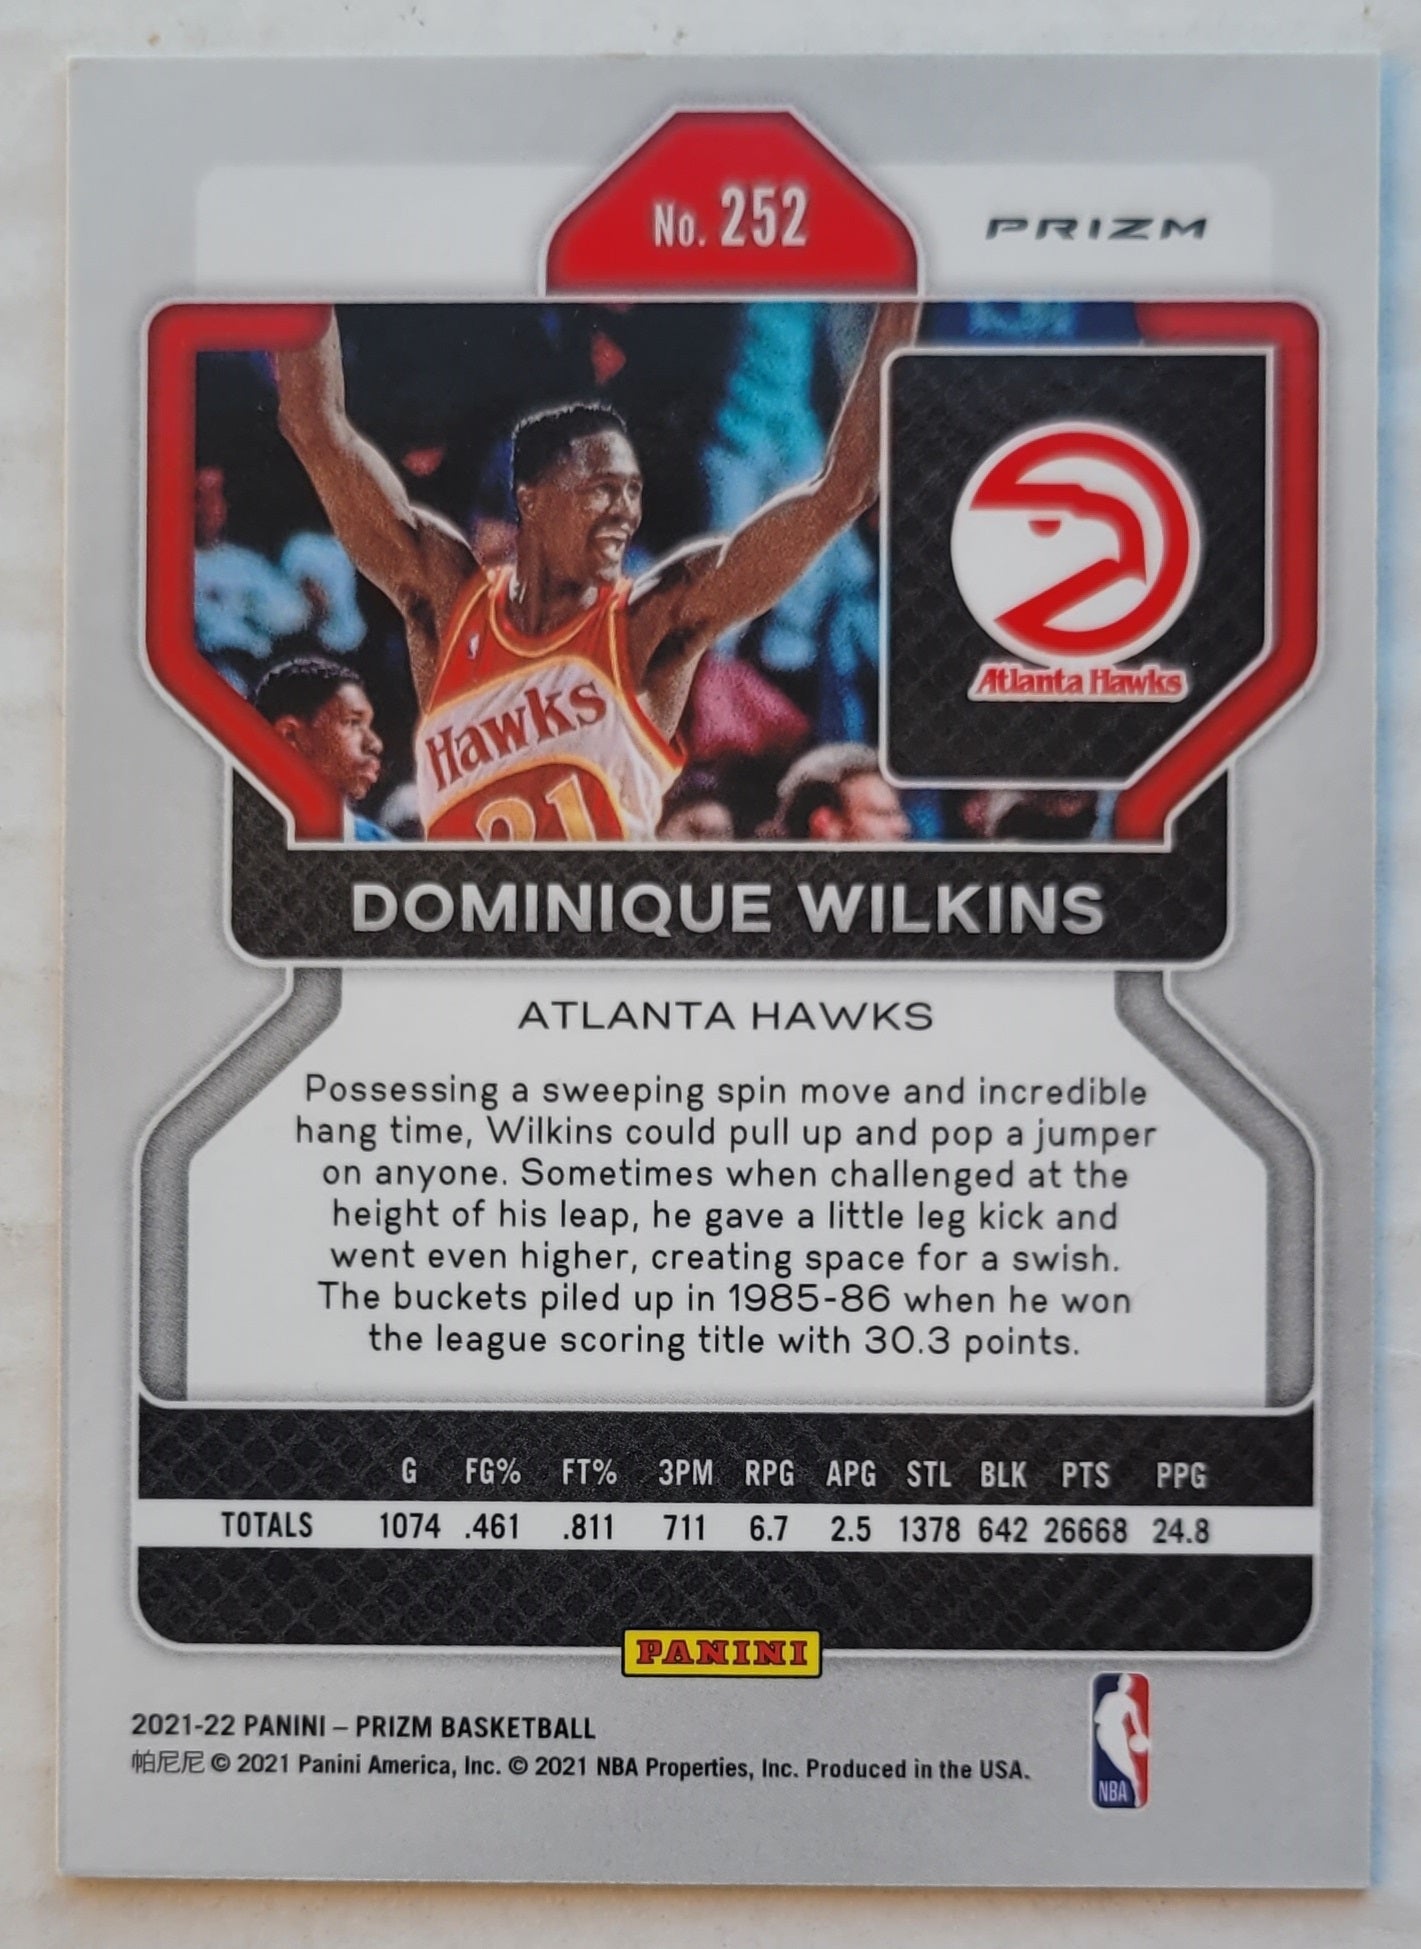 No. 252
PRIZM
Hawks
21
Atlanta Hawks
DOMINIQUE WILKINS
ATLANTA HAWKS
Possessing a sweeping spin move and incredible
hang time, Wilkins could pull up and pop a jumper
on anyone. Sometimes when challenged at the
height of his leap, he gave a little leg kick and
went even higher, creating space for a swish.
The buckets piled up in 1985-86 when he won
the league scoring title with 30.3 points.
G FG% FT% 3PM RPG APG STL BLK PTS PPG
TOTALS 1074 .461 .811 711 6.7 2.5 1378 642 26668 24.8
PANINI
2021-22 PANINI – PRIZM BASKETBALL
帕尼尼 © 2021 Panini America, Inc. © 2021 NBA Properties, Inc. Produced in the USA.
NBA